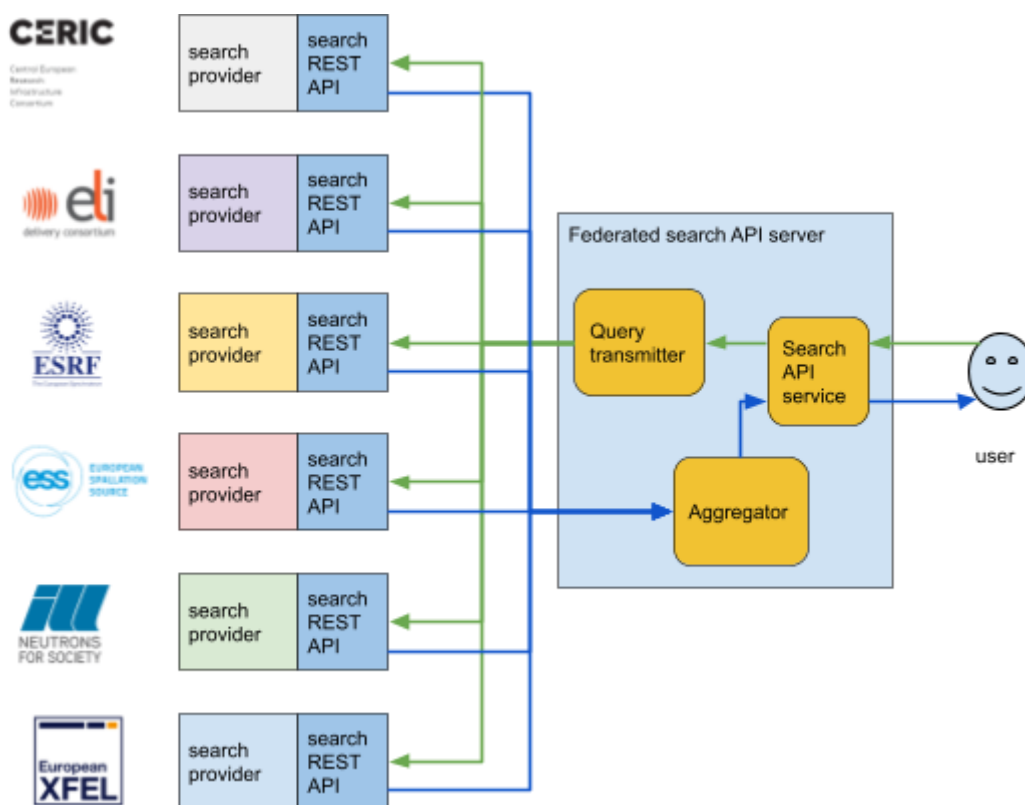 CERIC
Central European
Research
Infrastructure
Consortium
search
provider
search
REST
API
eli
delivery consortium
search
provider
search
REST
API
Federated search API server
ESRF
The European Synchrotron
search
provider
search
REST
API
Query
transmitter
Search
API
service
user
ess
EUROPEAN
SPALLATION
SOURCE
search
provider
search
REST
API
Aggregator
ill
NEUTRONS
FOR SOCIETY
search
provider
search
REST
API
European
XFEL
search
provider
search
REST
API